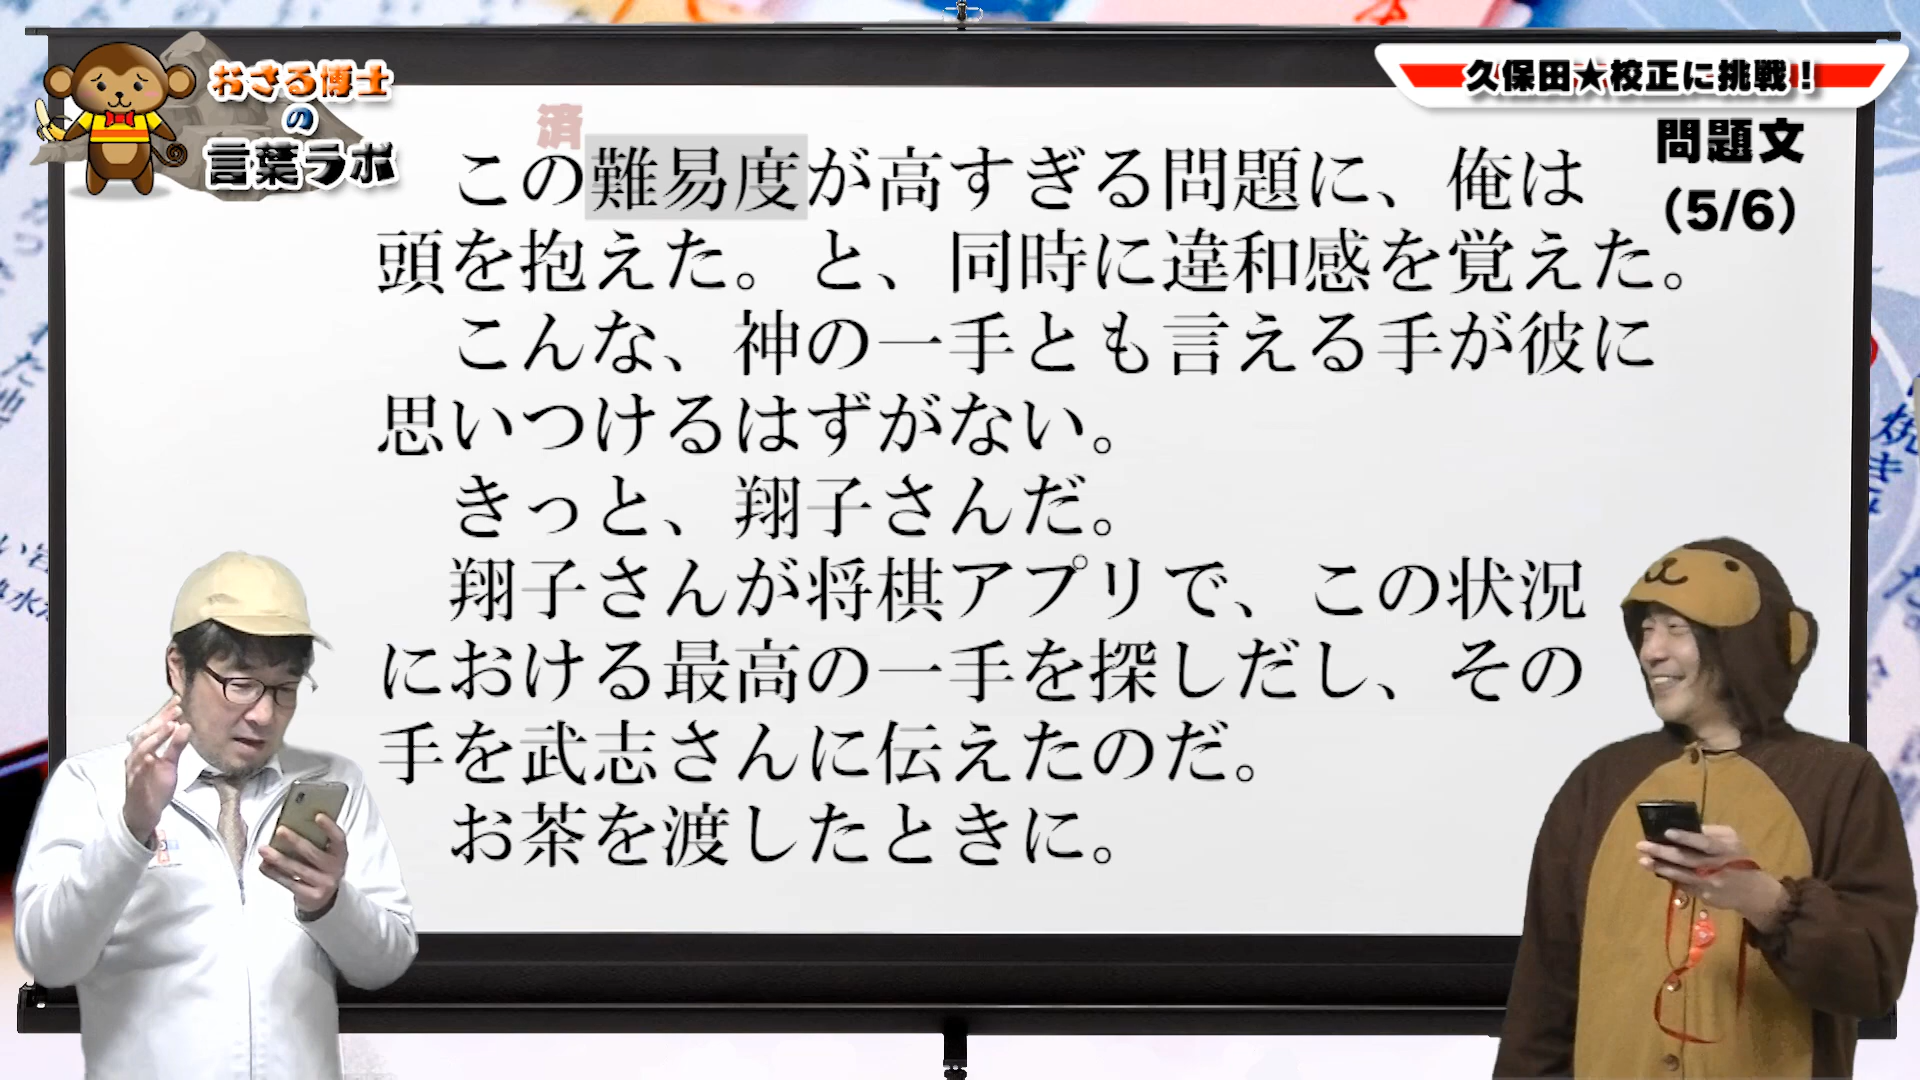 おさる博士
の
言葉ラボ
久保田★校正に挑戦！
問題文
（5/6）
済
この難易度が高すぎる問題に、俺は
頭を抱えた。と、同時に違和感を覚えた。
こんな、神の一手とも言える手が彼に
思いつけるはずがない。
きっと、翔子さんだ。
翔子さんが将棋アプリで、この状況
における最高の一手を探しだし、その
手を武志さんに伝えたのだ。
お茶を渡したときに。